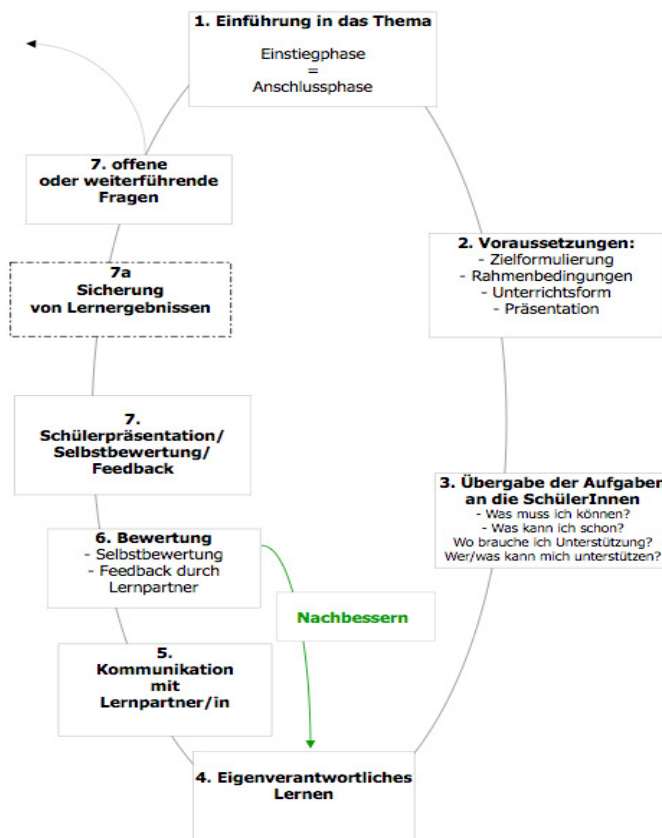 1. Einführung in das Thema
Einstiegphase
=
Anschlussphase
2. Voraussetzungen:
- Zielformulierung
- Rahmenbedingungen
- Unterrichtsform
- Präsentation
3. Übergabe der Aufgaben
an die SchülerInnen
- Was muss ich können?
- Was kann ich schon?
Wo brauche ich Unterstützung?
Wer/was kann mich unterstützen?
4. Eigenverantwortliches
Lernen
5.
Kommunikation
mit
Lernpartner/in
6. Bewertung
- Selbstbewertung
- Feedback durch
Lernpartner
Nachbessern
7.
Schülerpräsentation/
Selbstbewertung/
Feedback
7a
Sicherung
von Lernergebnissen
7. offene
oder weiterführende
Fragen